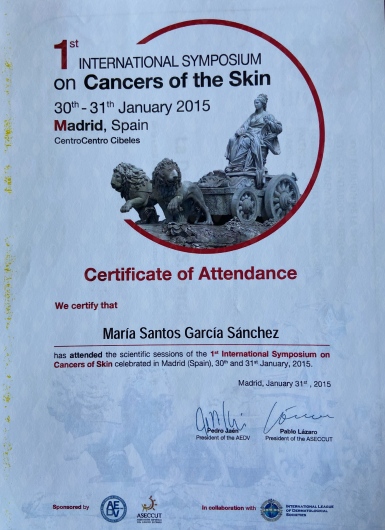 1st
INTERNATIONAL SYMPOSIUM
on Cancers of the Skin
30th - 31th January 2015
Madrid, Spain
CentroCentro Cibeles
Certificate of Attendance
We certify that
María Santos García Sánchez
has attended the scientific sessions of the 1st International Symposium on
Cancers of Skin celebrated in Madrid (Spain), 30th and 31st January, 2015.
Madrid, January 31st , 2015
Pedro Jaén
President of the AEDV
Pablo Lázaro
President of the ASECCUT
Sponsored by
AEDV
ASECCUT
In collaboration with
INTERNATIONAL LEAGUE
OF DERMATOLOGICAL
SOCIETIES